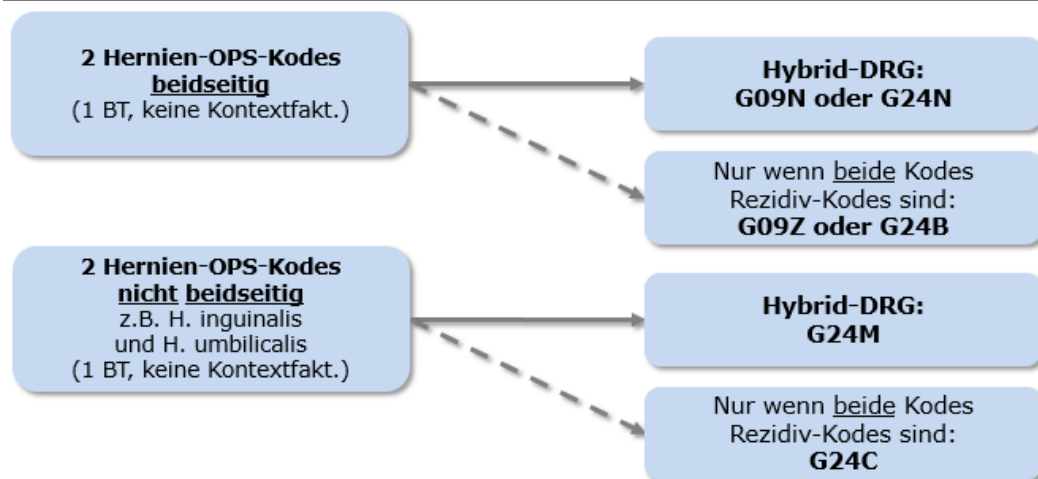 2 Hernien-OPS-Kodes
beidseitig
(1 BT, keine Kontextfakt.)
Hybrid-DRG:
G09N oder G24N
Nur wenn beide Kodes
Rezidiv-Kodes sind:
G09Z oder G24B
2 Hernien-OPS-Kodes
nicht beidseitig
z.B. H. inguinalis
und H. umbilicalis
(1 BT, keine Kontextfakt.)
Hybrid-DRG:
G24M
Nur wenn beide Kodes
Rezidiv-Kodes sind:
G24C